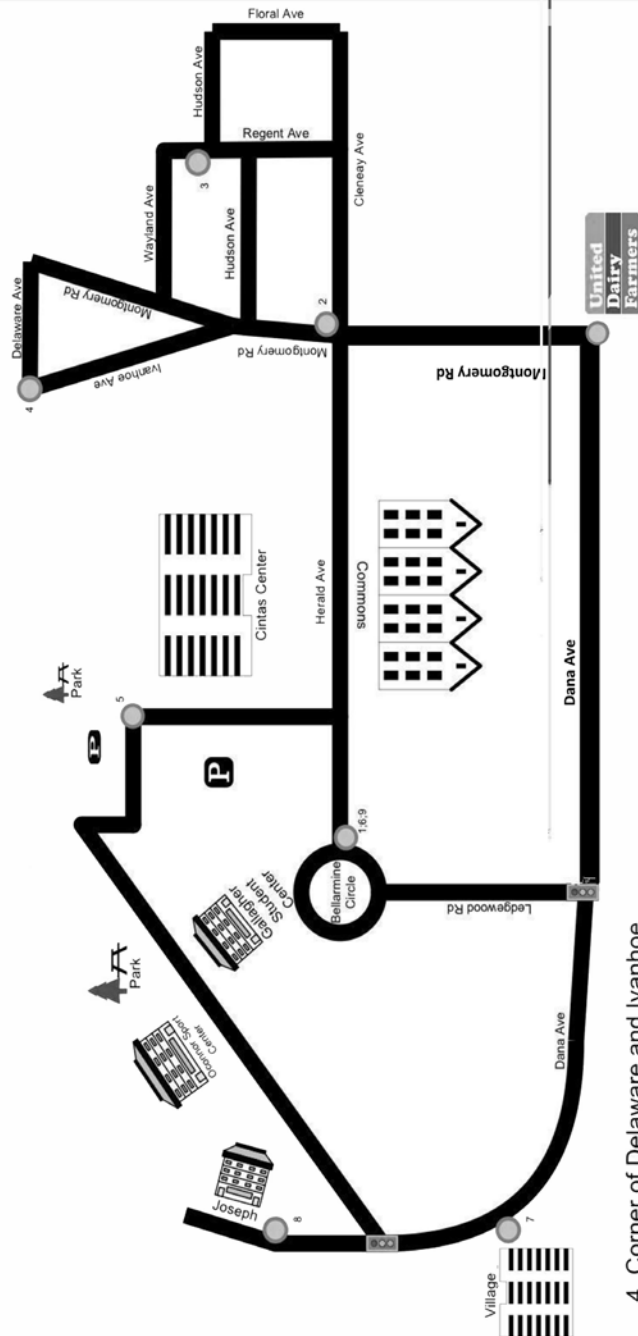 Floral Ave
Hudson Ave
Regent Ave
Cleneay Ave
3
Wayland Ave
Hudson Ave
Delaware Ave
Montgomery Rd
Ivanhoe Ave
4
2
Montgomery Rd
United
Dairy
Farmers
Montgomery Rd
Cintas Center
Herald Ave
Commons
Dana Ave
Park
5
P
P
1;6;9
Bellarmine
Circle
Gallagher
Student
Center
Ledgewood Rd
Park
Oconnor Sport
Center
Dana Ave
Joseph
8
7
Village
4. Corner of Delaware and Ivanhoe